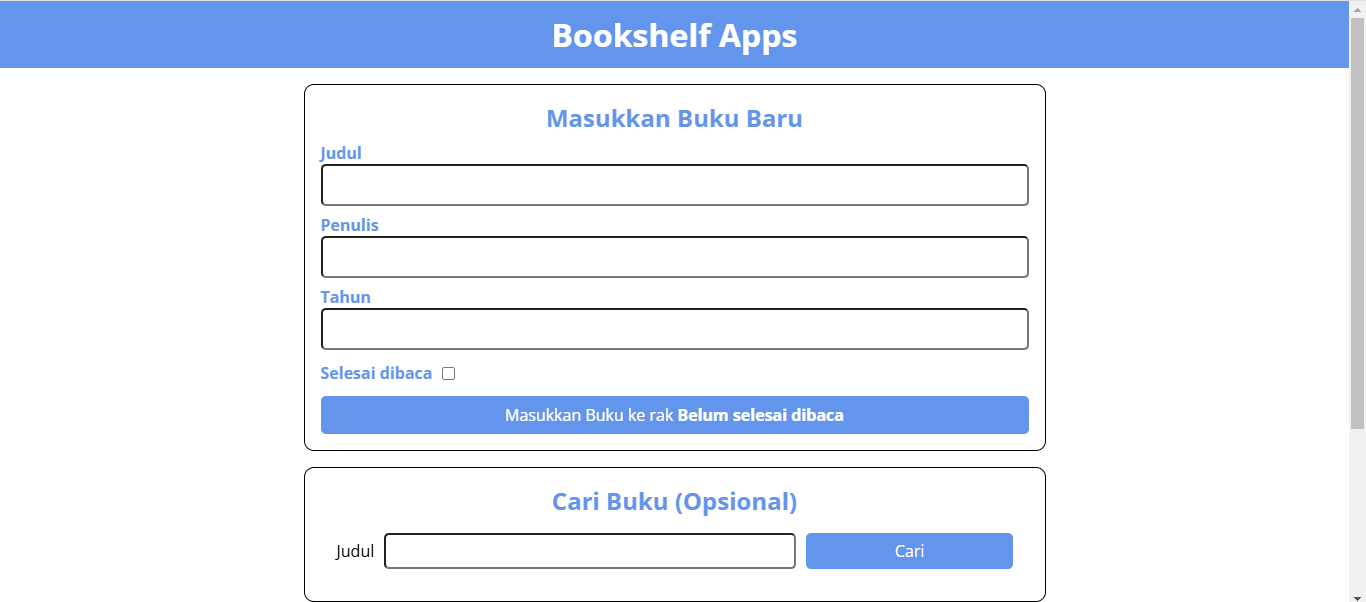 Bookshelf Apps
Masukkan Buku Baru
Judul
Penulis
Tahun
Selesai dibaca
Masukkan Buku ke rak Belum selesai dibaca
Cari Buku (Opsional)
Judul
Cari